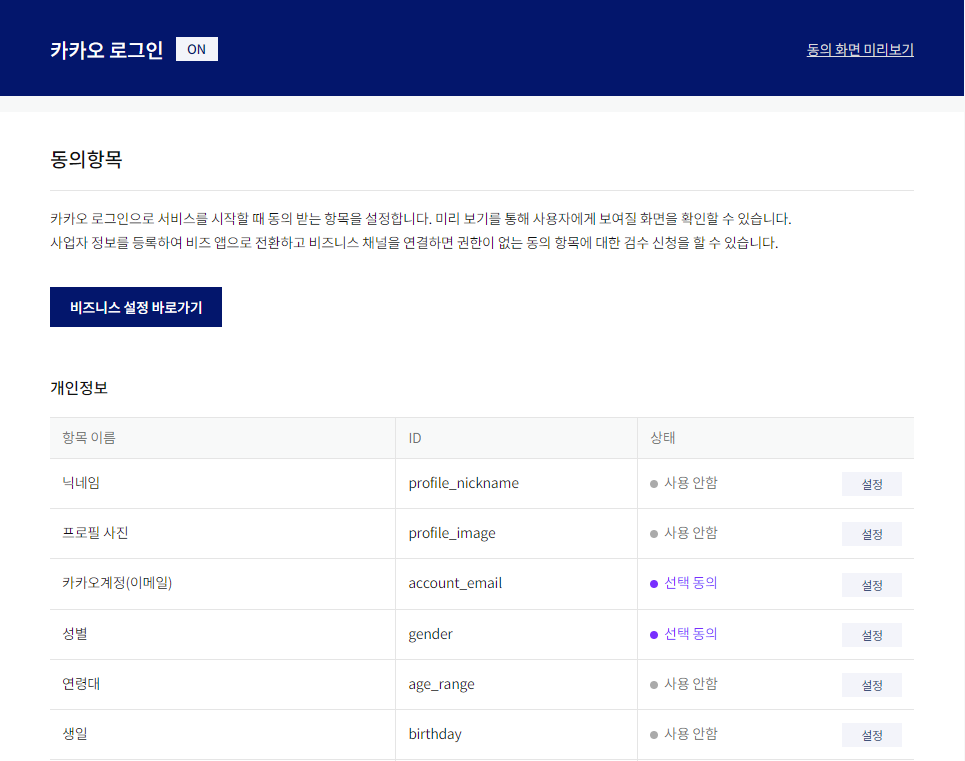 카카오 로그인 ON 동의 화면 미리보기
동의항목
카카오 로그인으로 서비스를 시작할 때 동의 받는 항목을 설정합니다. 미리 보기를 통해 사용자에게 보여질 화면을 확인할 수 있습니다.
사업자 정보를 등록하여 비즈 앱으로 전환하고 비즈니스 채널을 연결하면 권한이 없는 동의 항목에 대한 검수 신청을 할 수 있습니다.
비즈니스 설정 바로가기
개인정보
항목 이름 ID 상태
닉네임 profile_nickname 사용 안함 설정
프로필 사진 profile_image 사용 안함 설정
카카오계정(이메일) account_email 선택 동의 설정
성별 gender 선택 동의 설정
연령대 age_range 사용 안함 설정
생일 birthday 사용 안함 설정